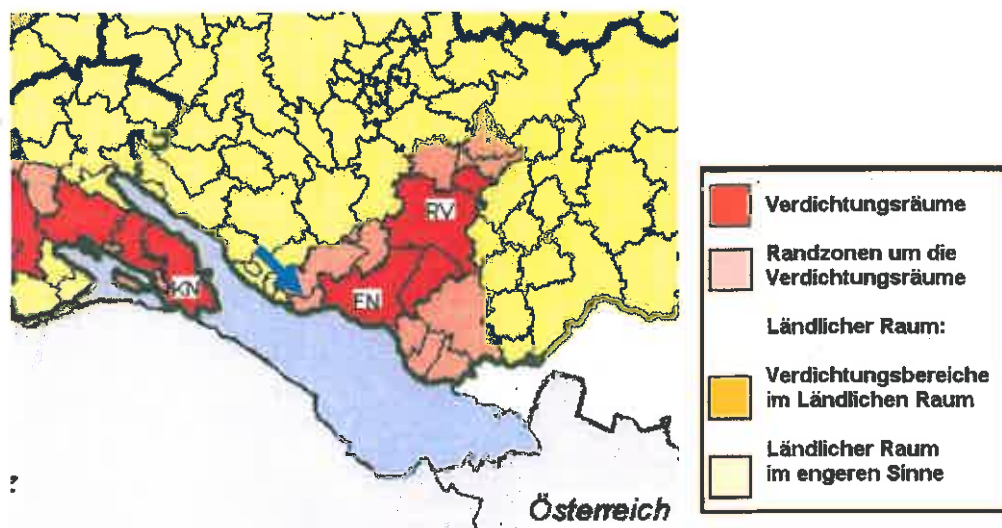 RV
KN
FN
Österreich
Verdichtungsräume
Randzonen um die
Verdichtungsräume
Ländlicher Raum:
Verdichtungsbereiche
im Ländlichen Raum
Ländlicher Raum
im engeren Sinne